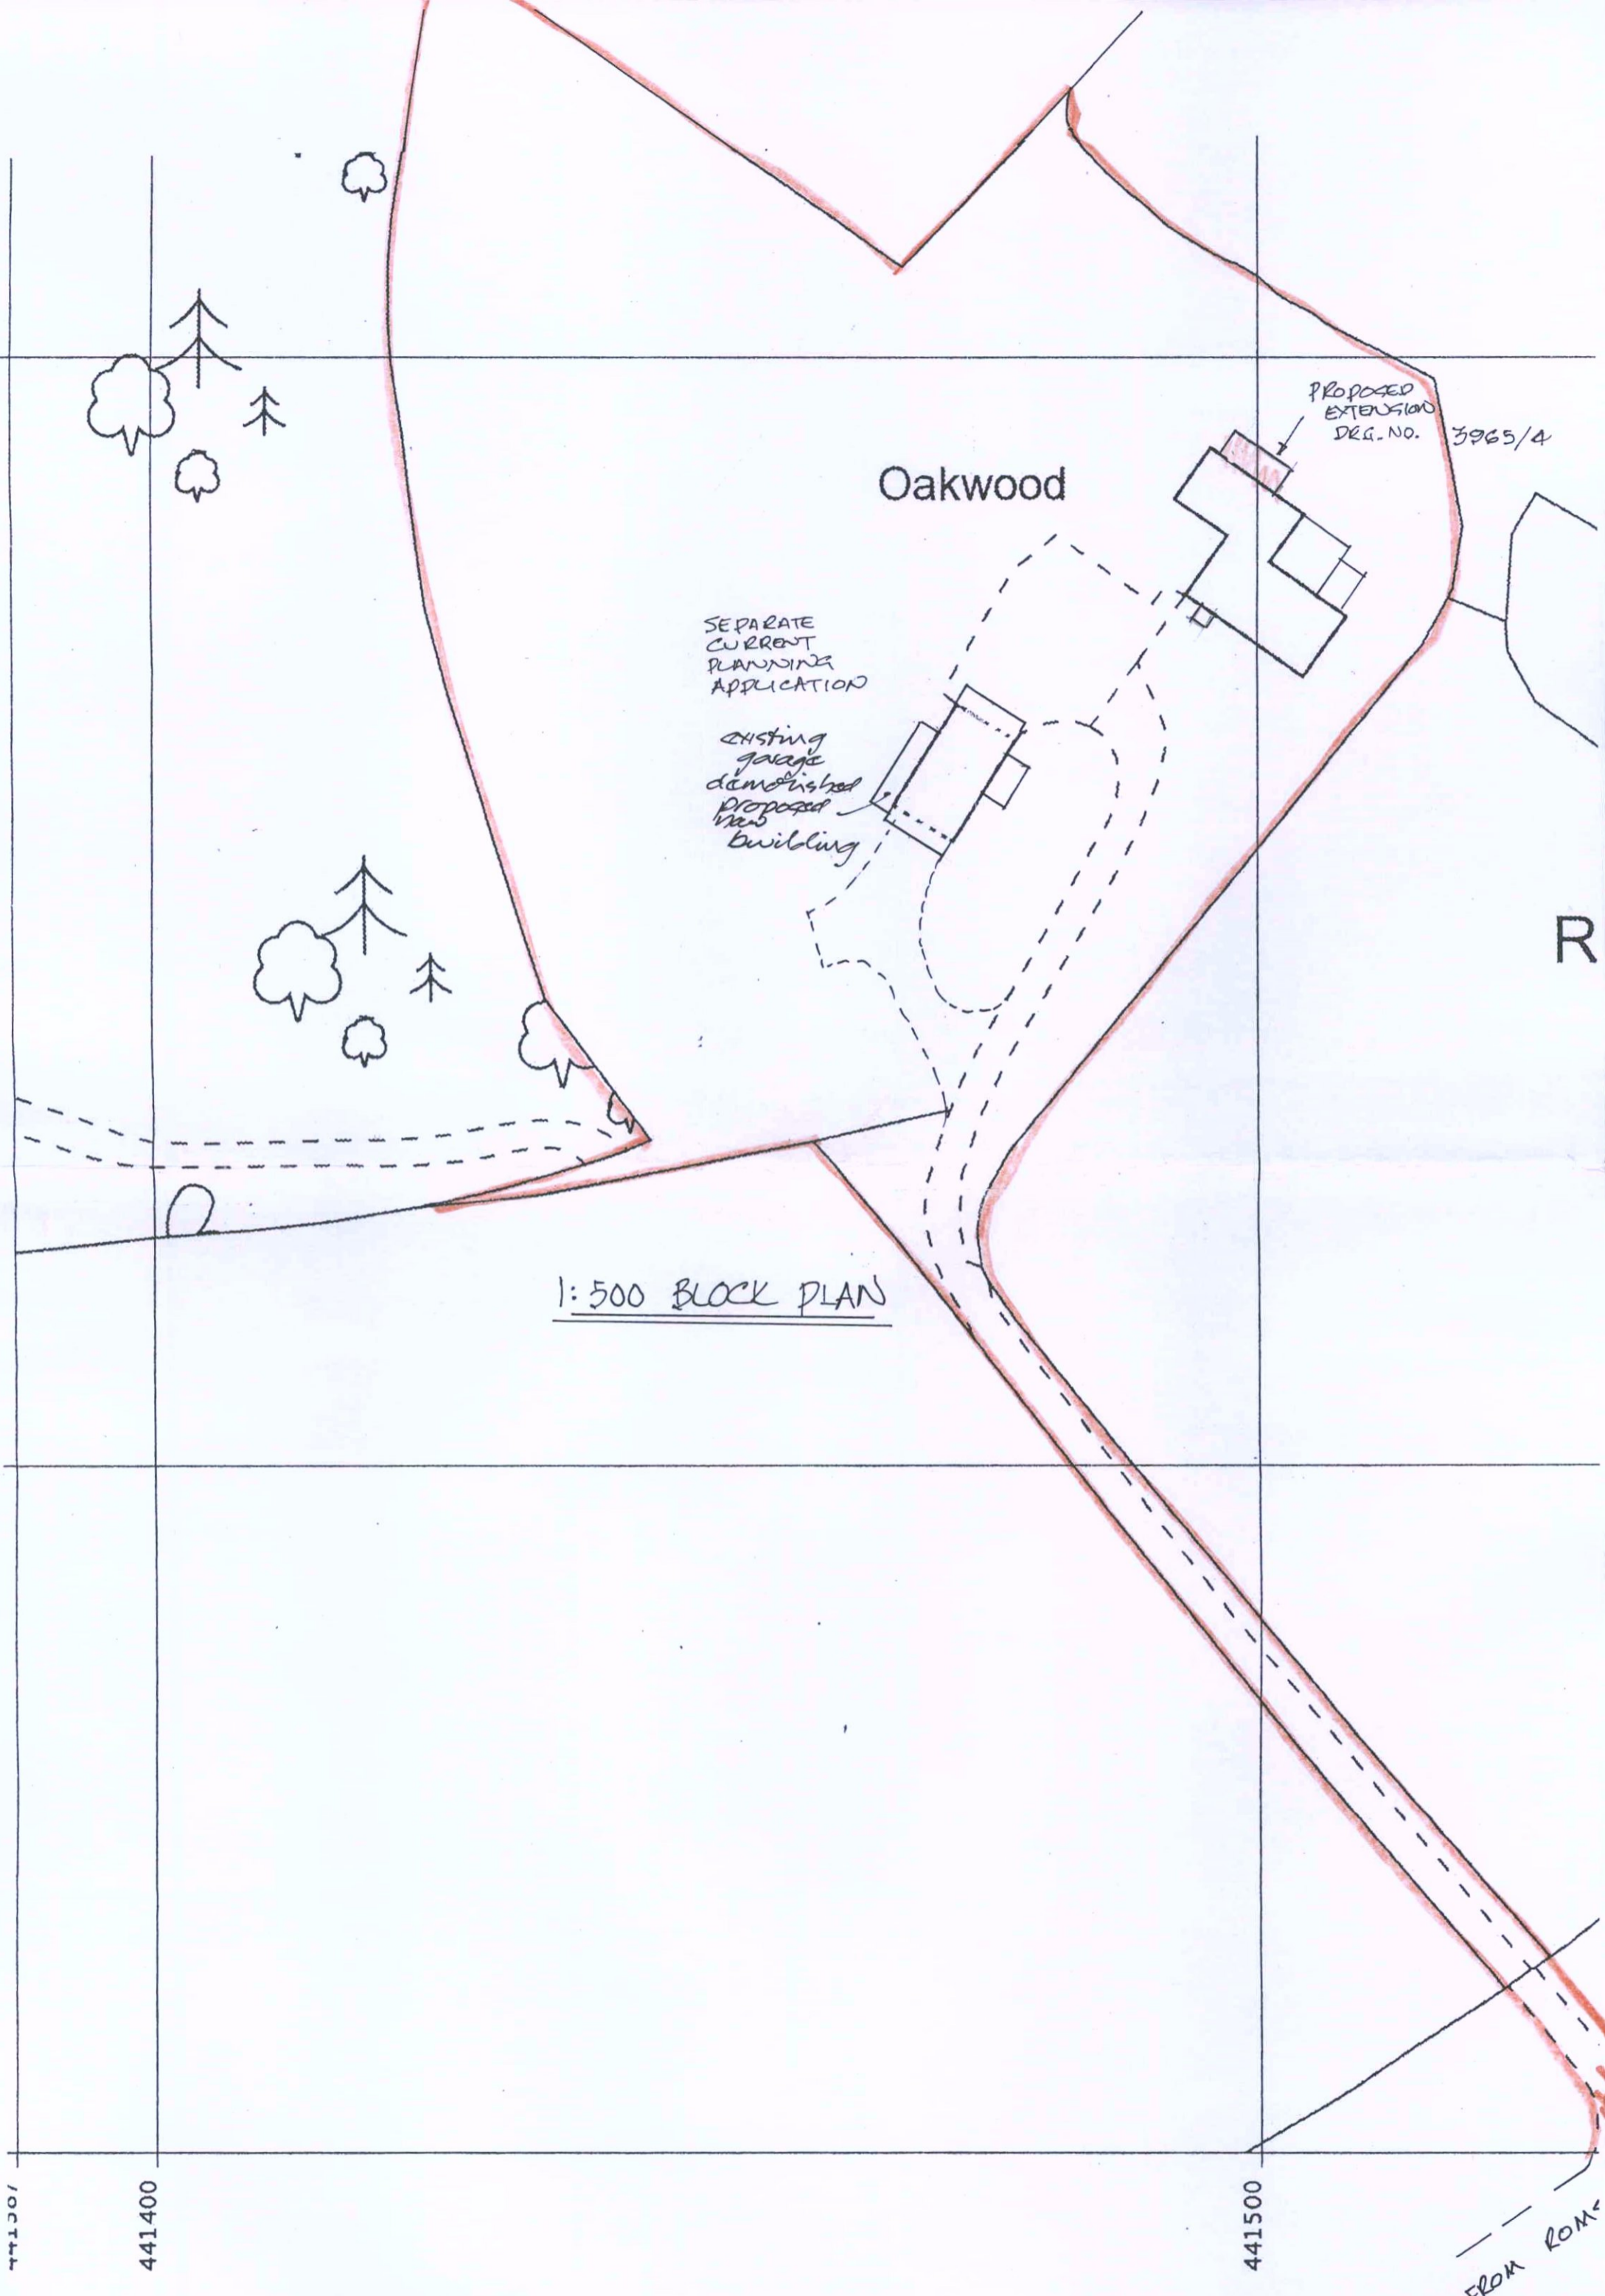 PROPOSED
EXTENSION
DRG. NO. 3965/4
Oakwood
SEPARATE
CURRENT
PLANNING
APPLICATION
existing
garage
demolished
proposed
new
building
R
1:500 BLOCK PLAN
441400
441500
FROM ROM-